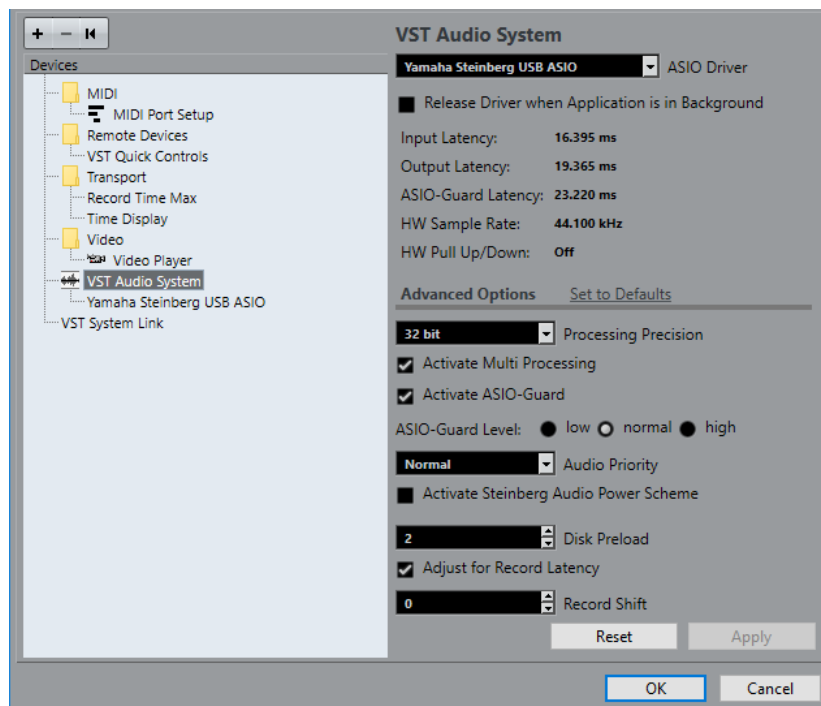 Devices
MIDI
MIDI Port Setup
Remote Devices
VST Quick Controls
Transport
Record Time Max
Time Display
Video
Video Player
VST Audio System
Yamaha Steinberg USB ASIO
VST System Link
VST Audio System
Yamaha Steinberg USB ASIO ASIO Driver
Release Driver when Application is in Background
Input Latency: 16.395 ms
Output Latency: 19.365 ms
ASIO-Guard Latency: 23.220 ms
HW Sample Rate: 44.100 kHz
HW Pull Up/Down: Off
Advanced Options Set to Defaults
32 bit Processing Precision
Activate Multi Processing
Activate ASIO-Guard
ASIO-Guard Level: low normal high
Normal Audio Priority
Activate Steinberg Audio Power Scheme
2 Disk Preload
Adjust for Record Latency
0 Record Shift
Reset Apply
OK Cancel